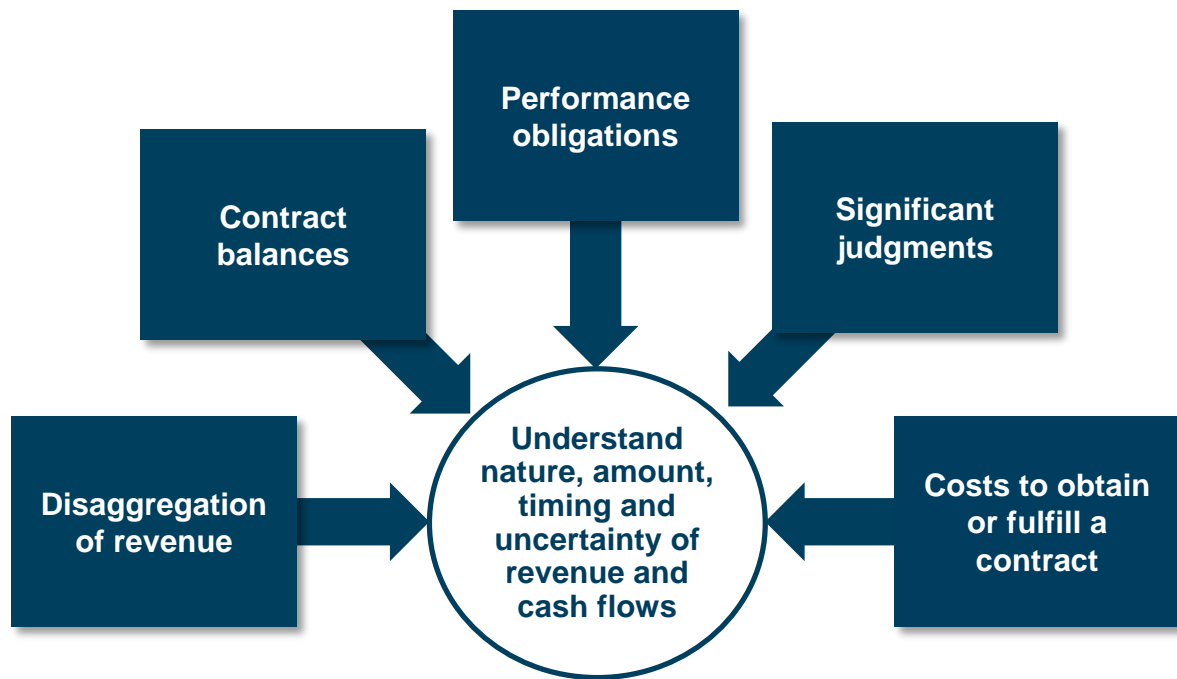 Performance
obligations
Contract
balances
Significant
judgments
Disaggregation
of revenue
Understand
nature, amount,
timing and
uncertainty of
revenue and
cash flows
Costs to obtain
or fulfill a
contract